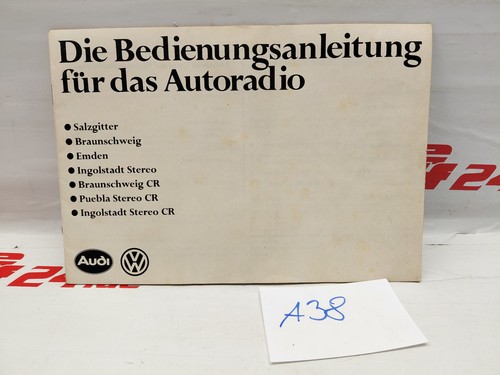 Die Bedienungsanleitung
für das Autoradio
● Salzgitter
● Braunschweig
● Emden
● Ingolstadt Stereo
● Braunschweig CR
● Puebla Stereo CR
● Ingolstadt Stereo CR
Audi VW
A38